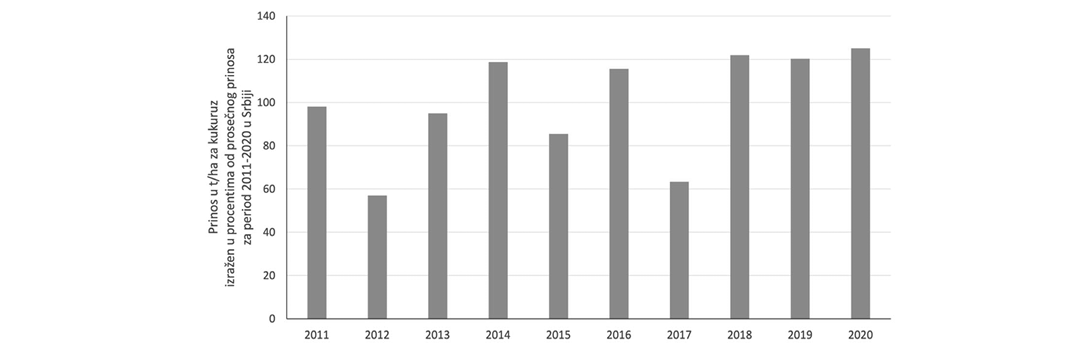 Prinos u t/ha za kukuruz
izražen u procentima od prosečnog prinosa
za period 2011-2020 u Srbiji
140
120
100
80
60
40
20
0
2011 2012 2013 2014 2015 2016 2017 2018 2019 2020